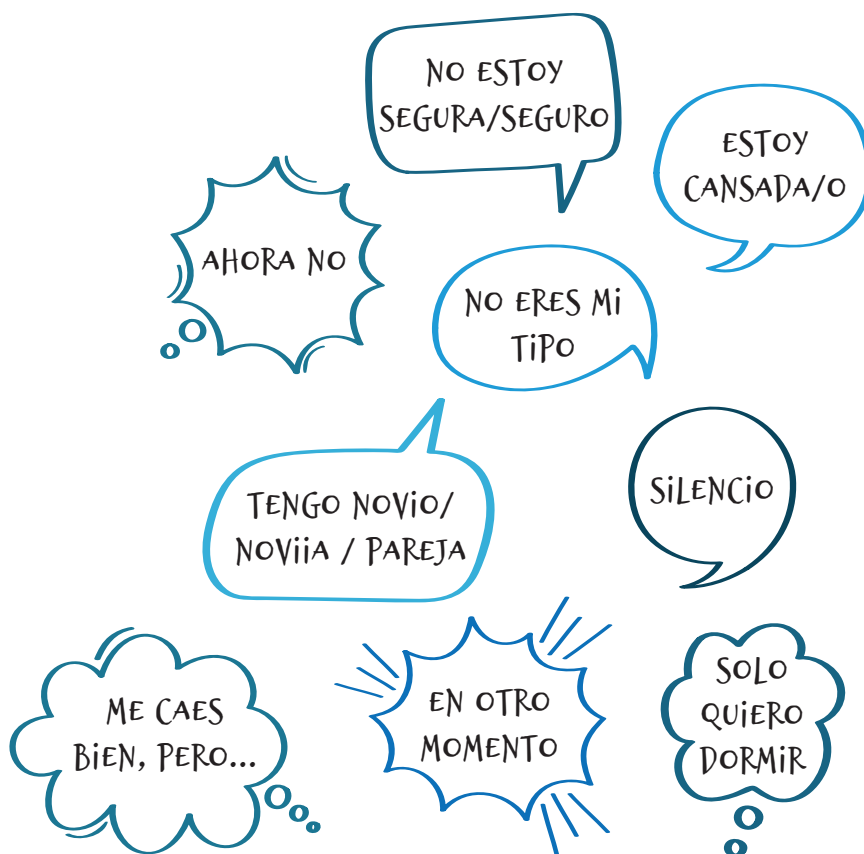 NO ESTOY
SEGURA/SEGURO
ESTOY
CANSADA/O
AHORA NO
NO ERES Mi
TiPO
TENGO NOViO/
NOViiA / PAREJA
SiLENCiO
ME CAES
BiEN, PERO...
EN OTRO
MOMENTO
SOLO
QUiERO
DORMiR